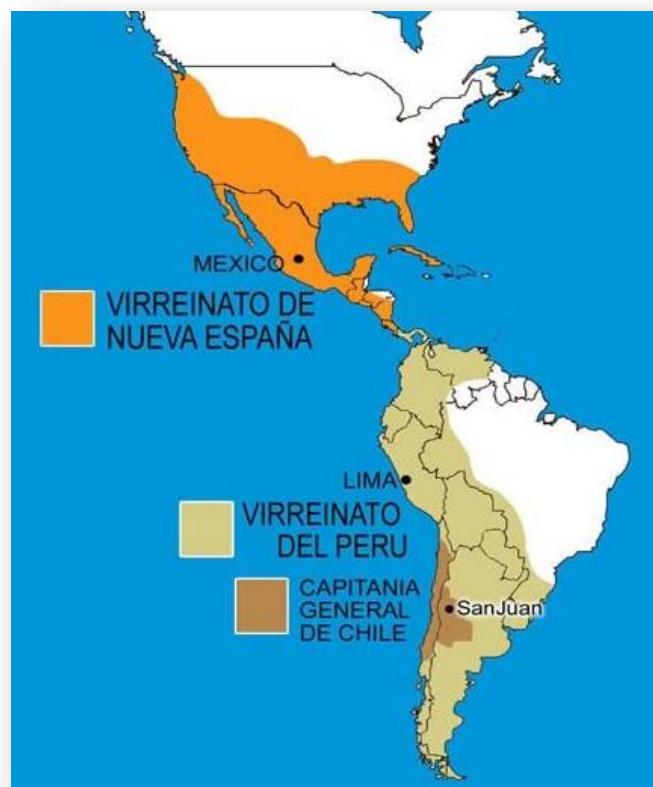 MEXICO
VIRREINATO DE
NUEVA ESPAÑA
LIMA
VIRREINATO
DEL PERU
CAPITANIA
GENERAL
DE CHILE
SanJuan